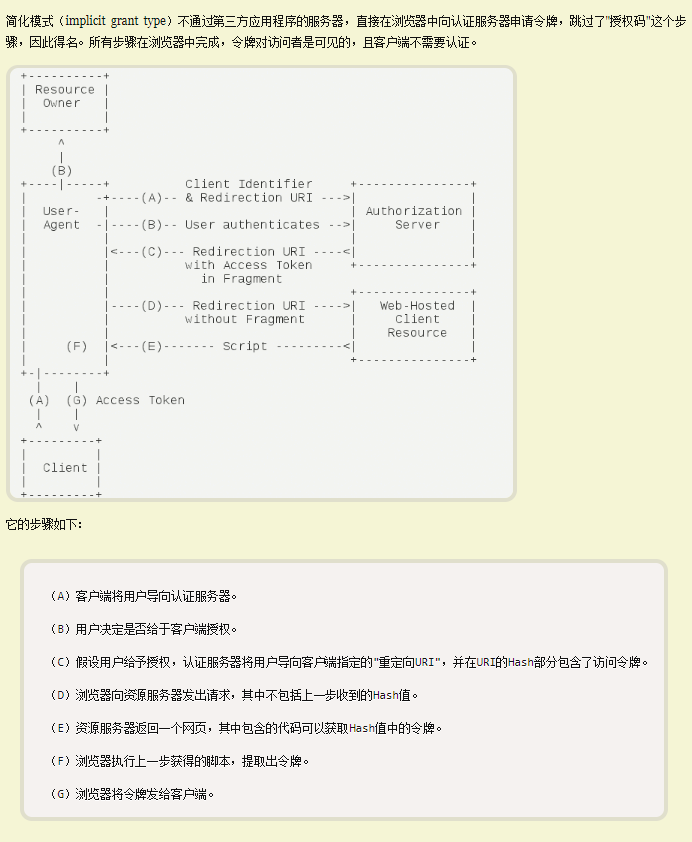 简化模式（implicit grant type）不通过第三方应用程序的服务器，直接在浏览器中向认证服务器申请令牌，跳过了"授权码"这个步
骤，因此得名。所有步骤在浏览器中完成，令牌对访问者是可见的，且客户端不需要认证。
+----------+
| Resource |
|  Owner   |
|          |
+----------+
     ^
     |
    (B)
+----|-----+          Client Identifier     +---------------+
|         -+----(A)-- & Redirection URI --->|               |
|  User-   |                                | Authorization |
|  Agent  -|----(B)-- User authenticates -->|     Server    |
|          |                                |               |
|          |<---(C)--- Redirection URI ----<|               |
|          |          with Access Token     +---------------+
|          |            in Fragment
|          |                                +---------------+
|          |----(D)--- Redirection URI ---->|   Web-Hosted  |
|          |          without Fragment      |     Client    |
|          |                                |    Resource   |
|     (F)  |<---(E)------- Script ---------<|               |
|          |                                +---------------+
+-|--------+
  |    |
 (A)  (G) Access Token
  |    |
  ^    v
+---------+
|         |
|  Client |
|         |
+---------+
它的步骤如下：
（A）客户端将用户导向认证服务器。
（B）用户决定是否给于客户端授权。
（C）假设用户给予授权，认证服务器将用户导向客户端指定的"重定向URI"，并在URI的Hash部分包含了访问令牌。
（D）浏览器向资源服务器发出请求，其中不包括上一步收到的Hash值。
（E）资源服务器返回一个网页，其中包含的代码可以获取Hash值中的令牌。
（F）浏览器执行上一步获得的脚本，提取出令牌。
（G）浏览器将令牌发给客户端。